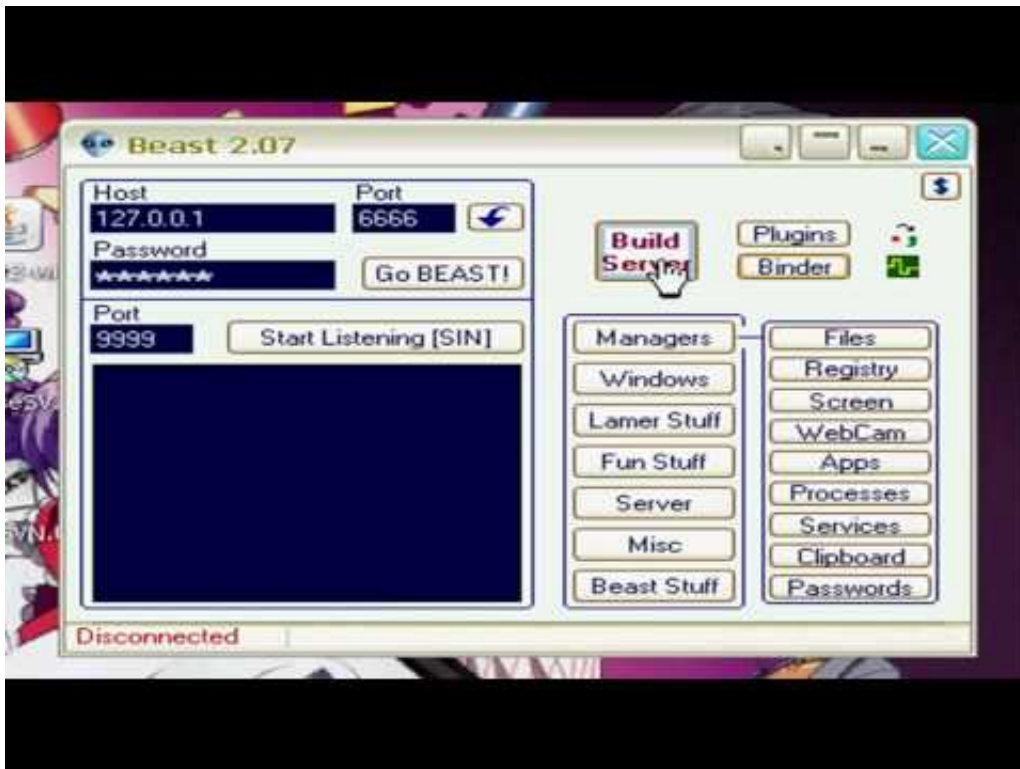 Beast 2.07
Host Port
127.0.0.1 6666
Password
****** Go BEAST!
Port
9999 Start Listening [SIN]
Build
Server
Plugins
Binder
$
Managers
Windows
Lamer Stuff
Fun Stuff
Server
Misc
Beast Stuff
Files
Registry
Screen
WebCam
Apps
Processes
Services
Clipboard
Passwords
Disconnected